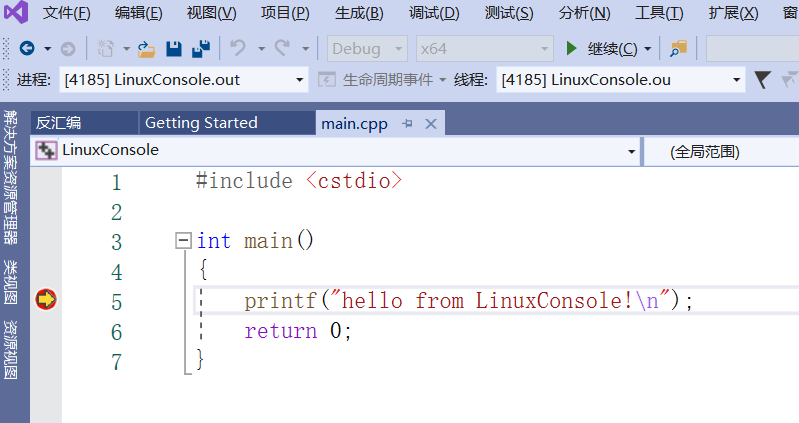 文件(F) 编辑(E) 视图(V) 项目(P) 生成(B) 调试(D) 测试(S) 分析(N) 工具(T) 扩展(X) 窗
Debug x64 继续(C)
进程: [4185] LinuxConsole.out 生命周期事件 线程: [4185] LinuxConsole.ou
反汇编 Getting Started main.cpp
LinuxConsole (全局范围)
解决方案资源管理器
类视图
资源视图
1 #include <cstdio>
2
3 int main()
4 {
5 printf("hello from LinuxConsole!\n");
6 return 0;
7 }